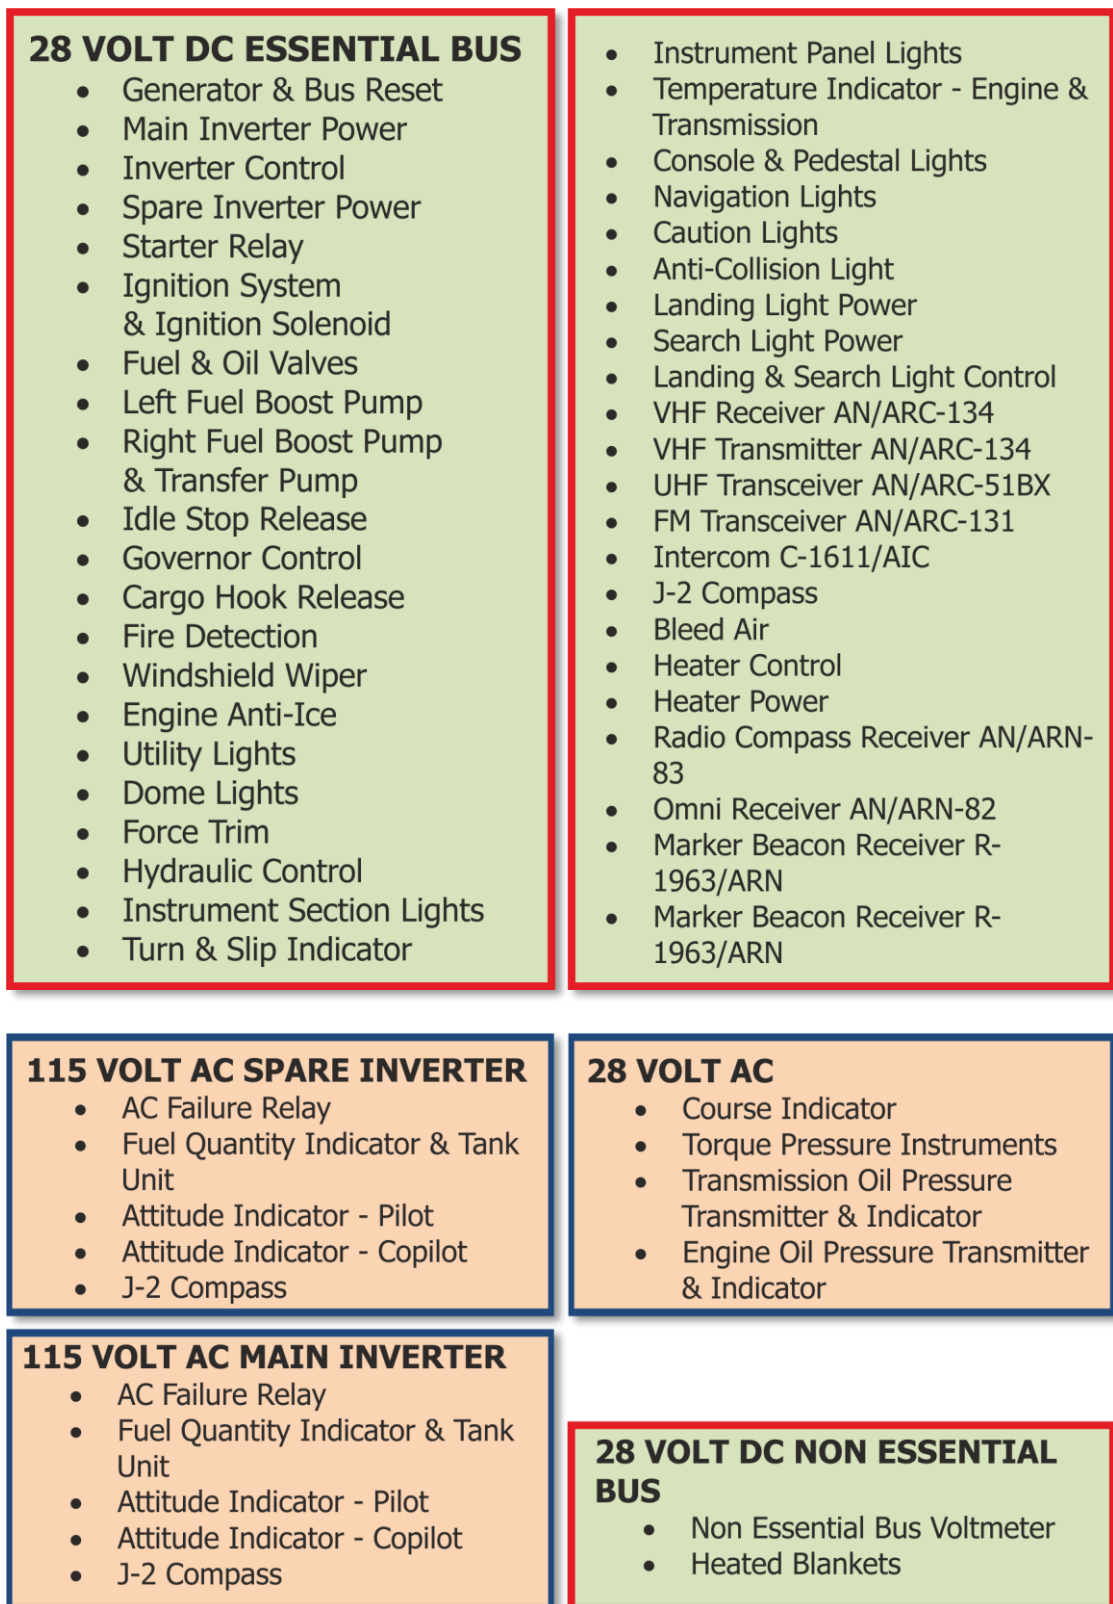 28 VOLT DC ESSENTIAL BUS
• Generator & Bus Reset
• Main Inverter Power
• Inverter Control
• Spare Inverter Power
• Starter Relay
• Ignition System
& Ignition Solenoid
• Fuel & Oil Valves
• Left Fuel Boost Pump
• Right Fuel Boost Pump
& Transfer Pump
• Idle Stop Release
• Governor Control
• Cargo Hook Release
• Fire Detection
• Windshield Wiper
• Engine Anti-Ice
• Utility Lights
• Dome Lights
• Force Trim
• Hydraulic Control
• Instrument Section Lights
• Turn & Slip Indicator
• Instrument Panel Lights
• Temperature Indicator - Engine &
Transmission
• Console & Pedestal Lights
• Navigation Lights
• Caution Lights
• Anti-Collision Light
• Landing Light Power
• Search Light Power
• Landing & Search Light Control
• VHF Receiver AN/ARC-134
• VHF Transmitter AN/ARC-134
• UHF Transceiver AN/ARC-51BX
• FM Transceiver AN/ARC-131
• Intercom C-1611/AIC
• J-2 Compass
• Bleed Air
• Heater Control
• Heater Power
• Radio Compass Receiver AN/ARN-
83
• Omni Receiver AN/ARN-82
• Marker Beacon Receiver R-
1963/ARN
• Marker Beacon Receiver R-
1963/ARN
115 VOLT AC SPARE INVERTER
• AC Failure Relay
• Fuel Quantity Indicator & Tank
Unit
• Attitude Indicator - Pilot
• Attitude Indicator - Copilot
• J-2 Compass
28 VOLT AC
• Course Indicator
• Torque Pressure Instruments
• Transmission Oil Pressure
Transmitter & Indicator
• Engine Oil Pressure Transmitter
& Indicator
115 VOLT AC MAIN INVERTER
• AC Failure Relay
• Fuel Quantity Indicator & Tank
Unit
• Attitude Indicator - Pilot
• Attitude Indicator - Copilot
• J-2 Compass
28 VOLT DC NON ESSENTIAL
BUS
• Non Essential Bus Voltmeter
• Heated Blankets